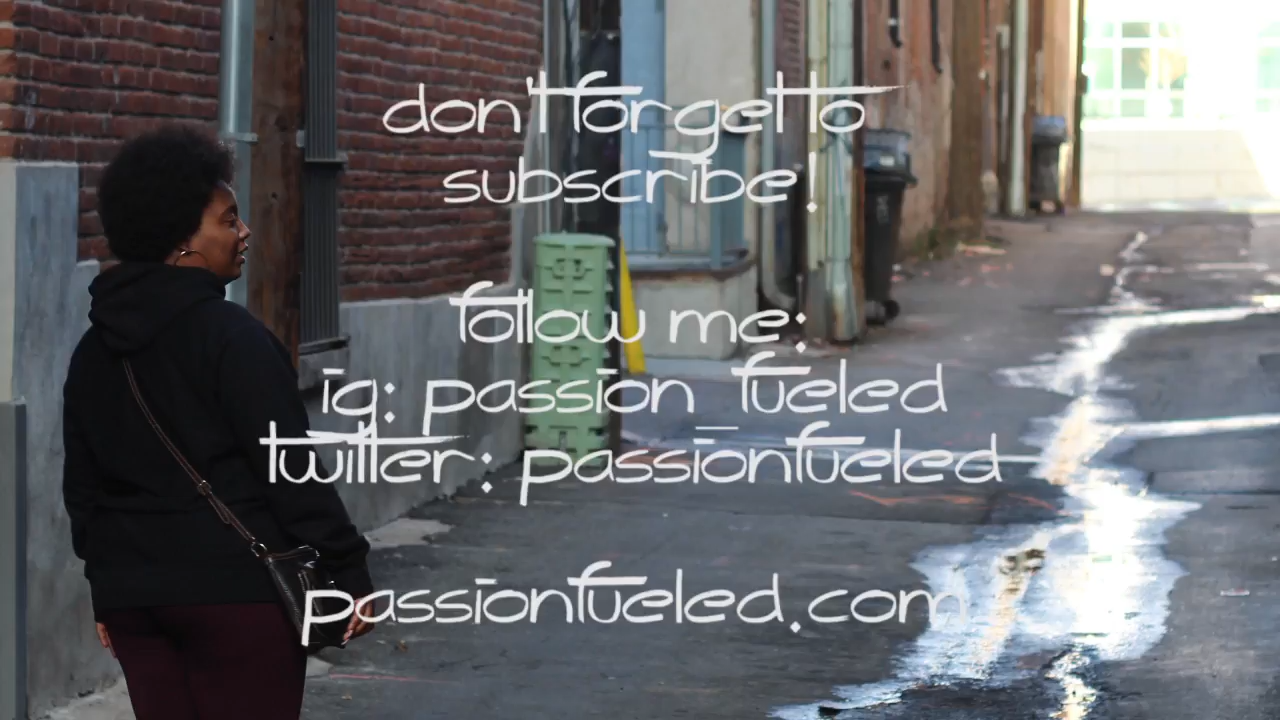 don't forget to
subscribe!
follow me:
ig: passion_fueled
twitter: passionfueled
passionfueled.com